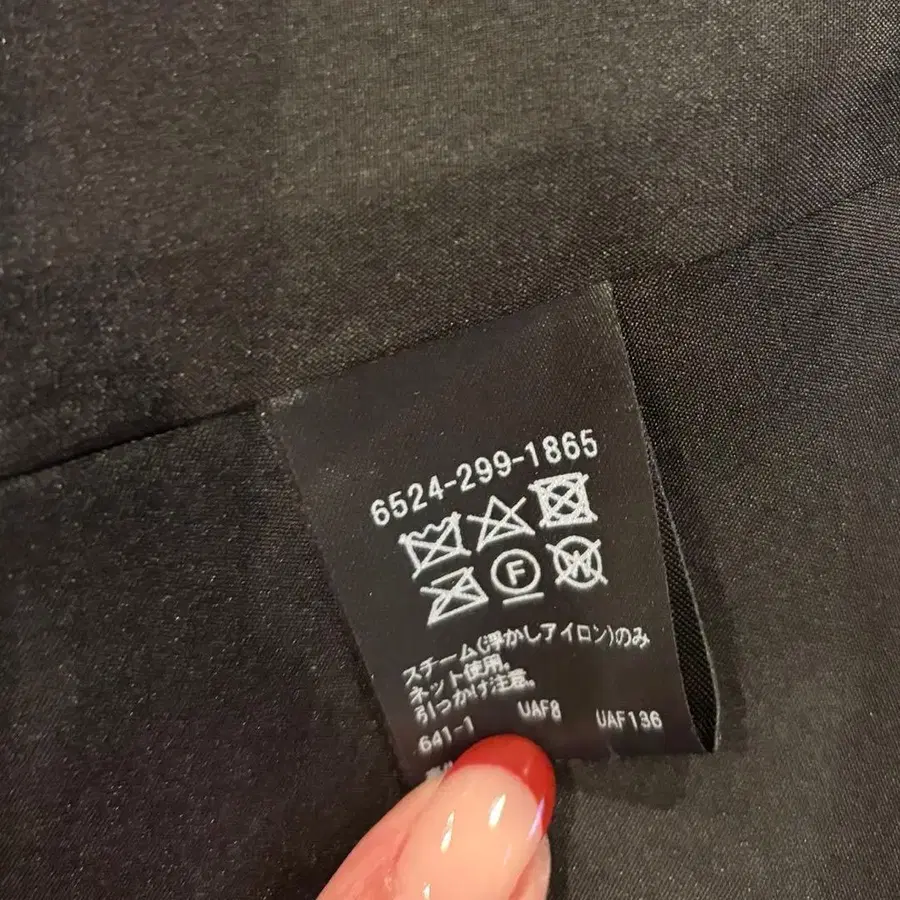 6524-299-1865
F W
スチーム(浮かしアイロン)のみ
ネット使用。
引っかけ注意。
641-1 UAF8 UAF136